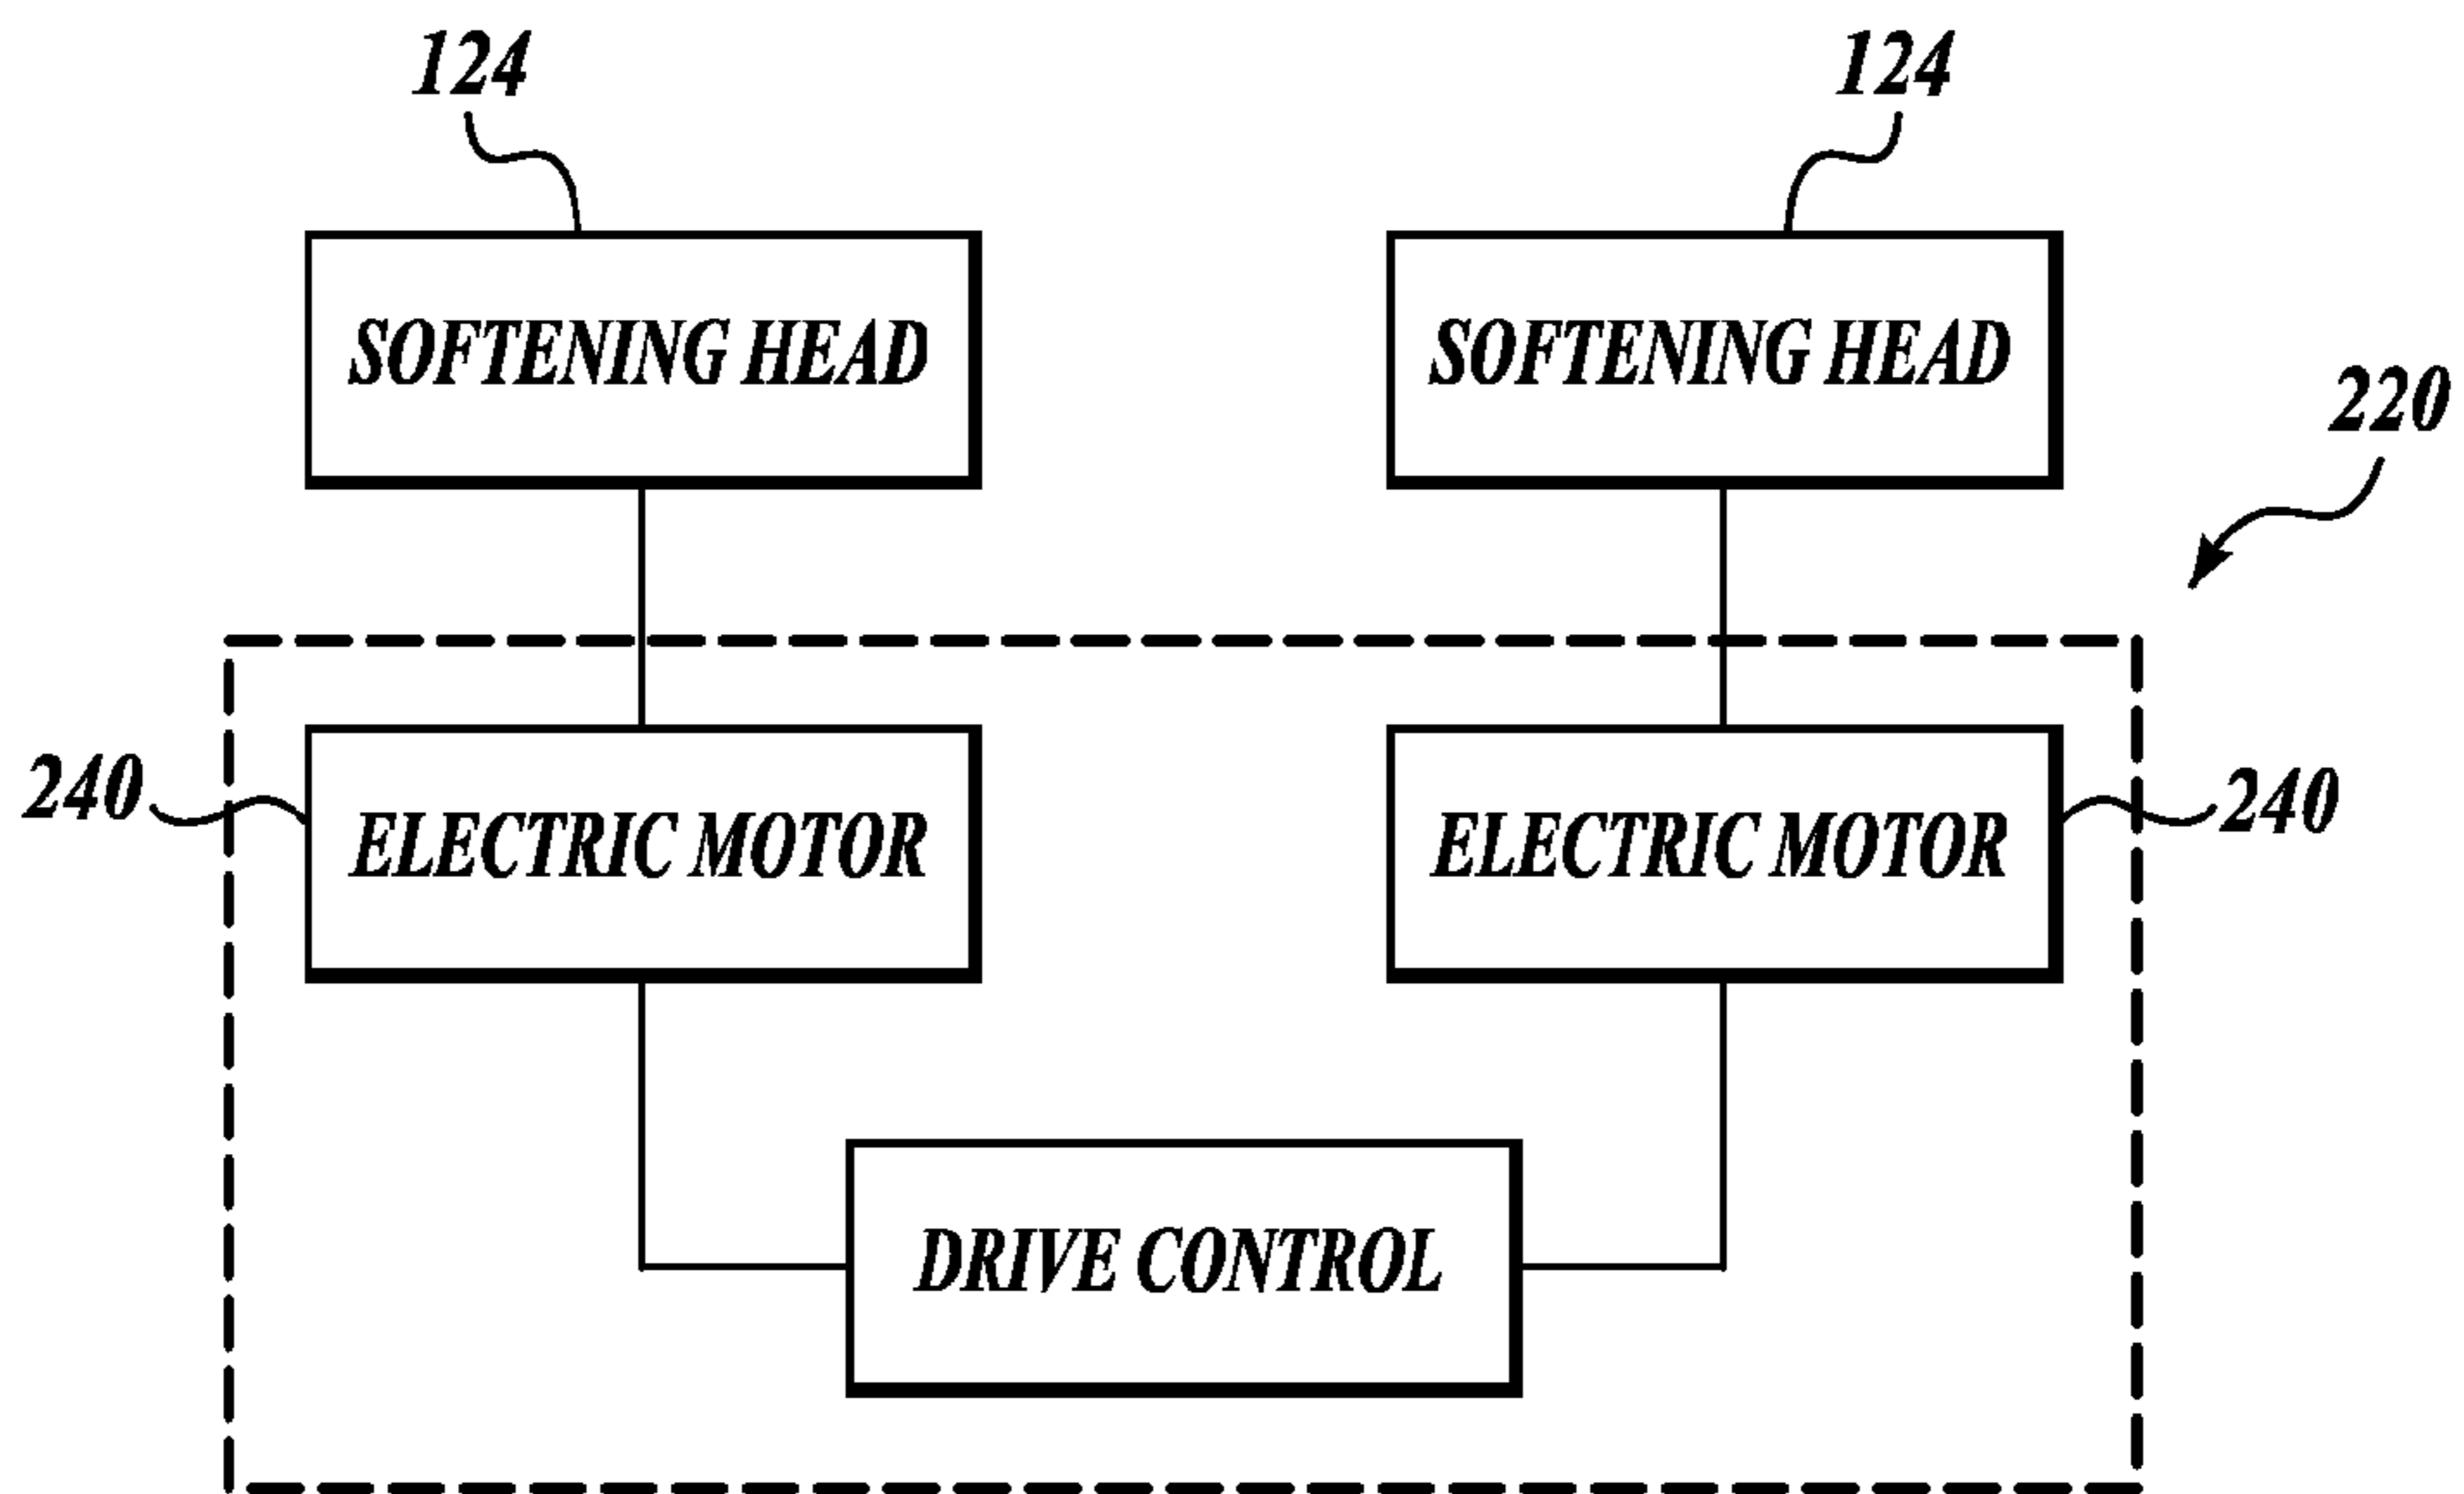 124
124
SOFTENING HEAD
SOFTENING HEAD
220
ELECTRIC MOTOR
ELECTRIC MOTOR
240
240
DRIVE CONTROL